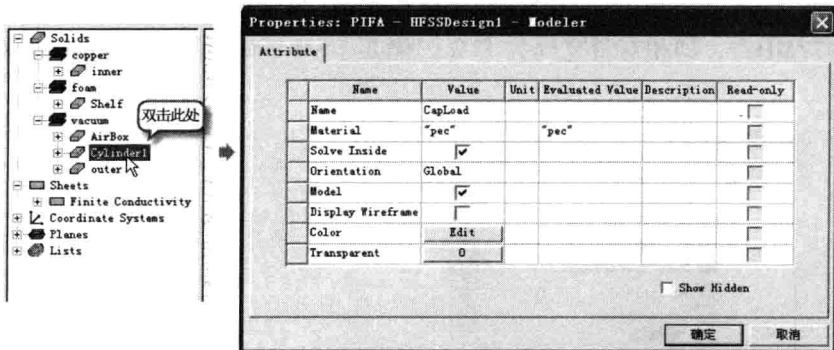 Solids
copper
inner
foam
Shelf
vacuum
AirBox
Cylinder1
outer
Sheets
Finite Conductivity
Coordinate Systems
Planes
Lists
双击此处
Properties: PIFA - HFSSDesign1 - Modeler
Attribute
Name Value Unit Evaluated Value Description Read-only
Name CapLoad
Material "pec" "pec"
Solve Inside
Orientation Global
Model
Display Wireframe
Color Edit
Transparent 0
Show Hidden
确定 取消